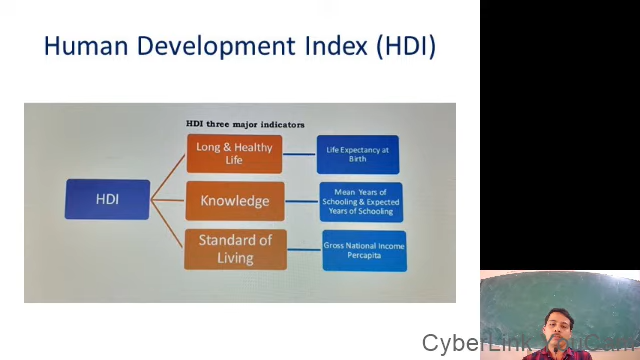 Human Development Index (HDI)
HDI three major indicators
HDI
Long & Healthy
Life
Life Expectancy at
Birth
Knowledge
Mean Years of
Schooling & Expected
Years of Schooling
Standard of
Living
Gross National Income
Percapita
CyberLink YouCam